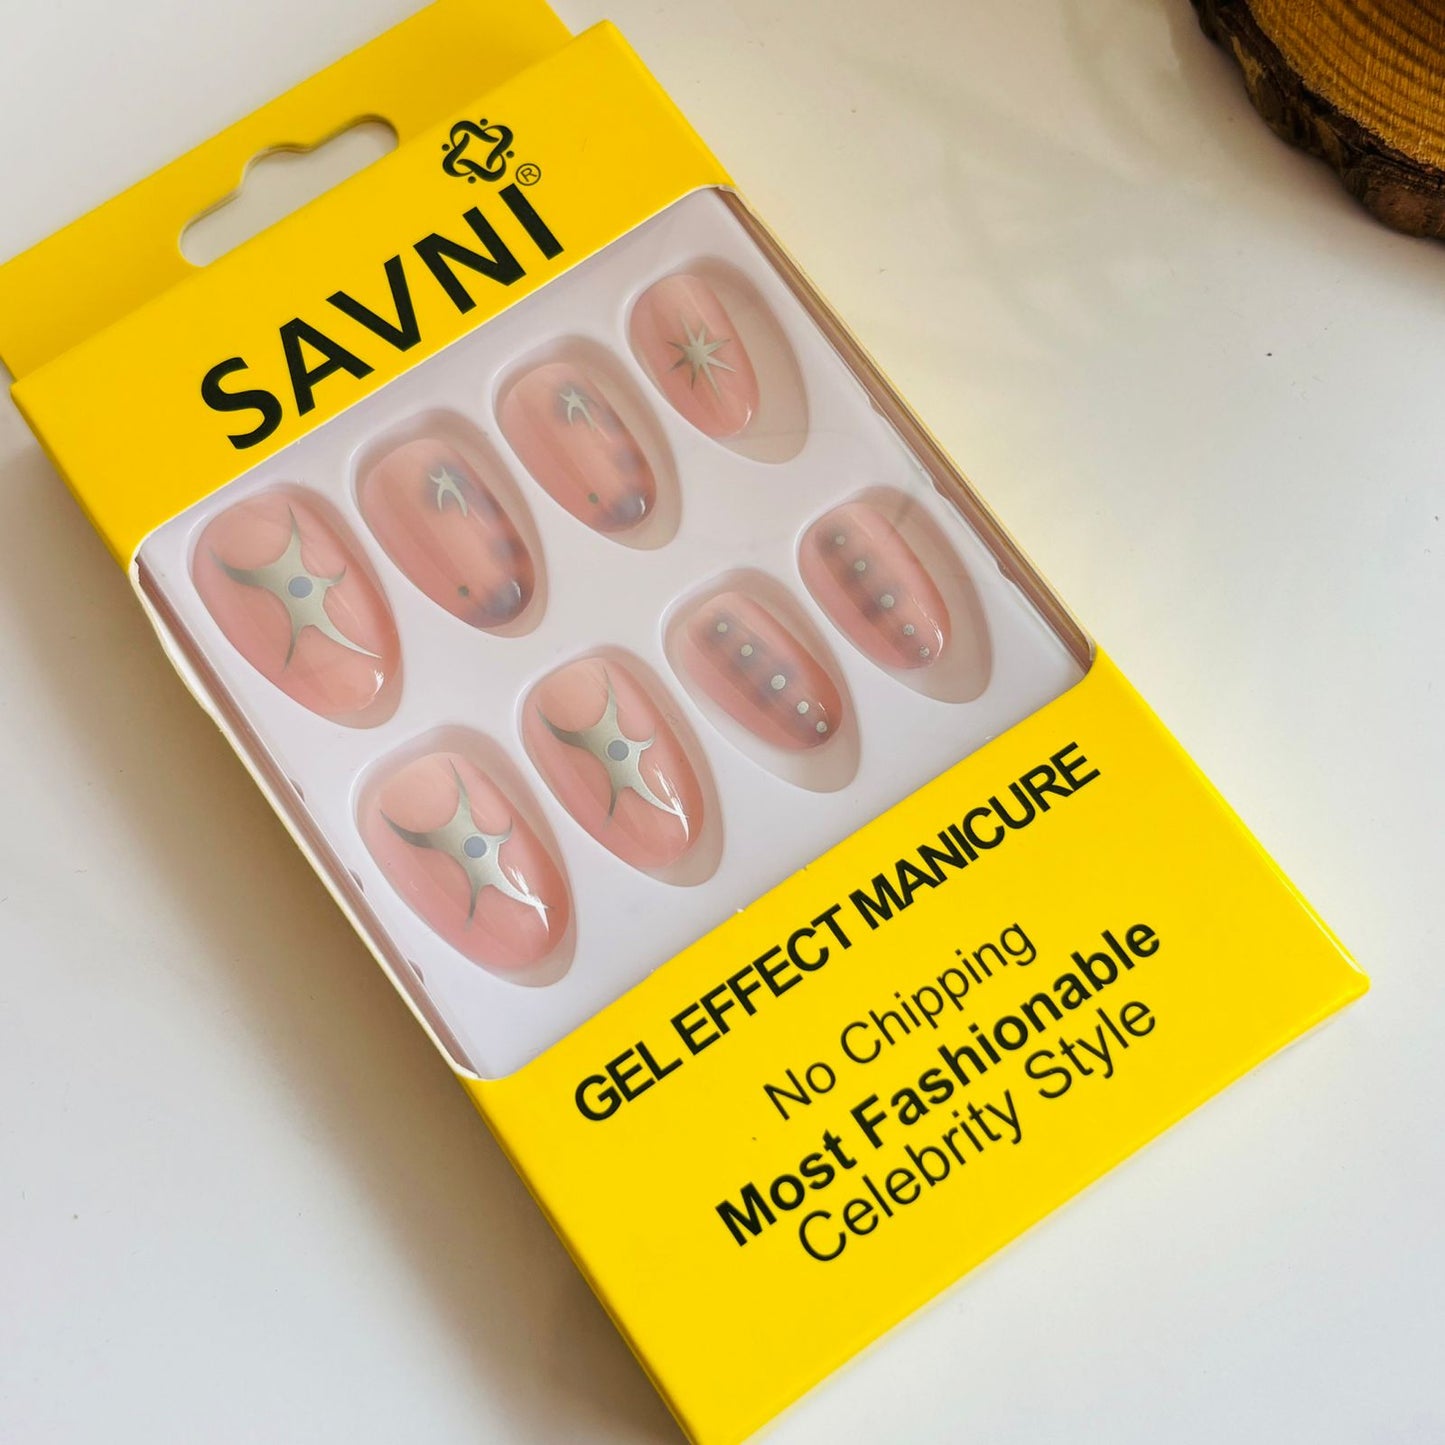 SAVNI®
GEL EFFECT MANICURE
No Chipping
Most Fashionable
Celebrity Style